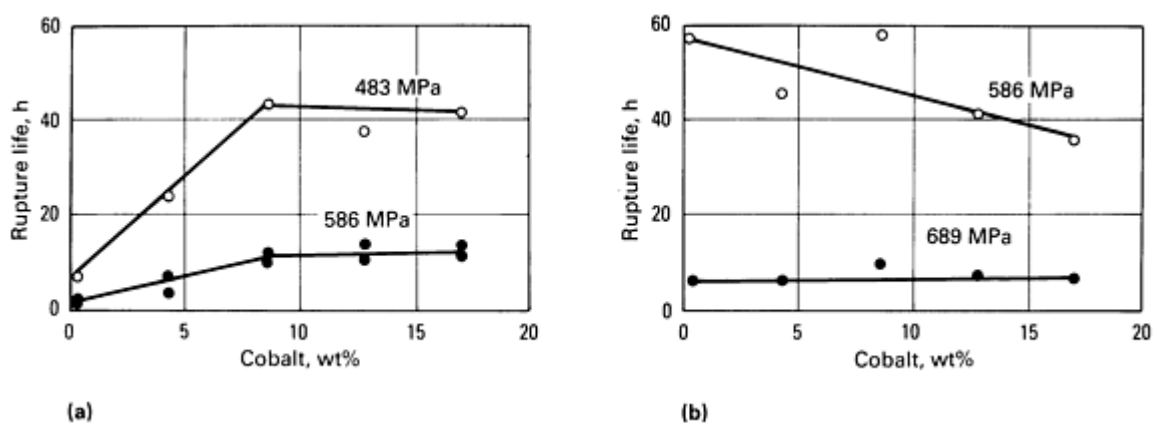 60
40
20
0
Rupture life, h
483 MPa
586 MPa
0 5 10 15 20
Cobalt, wt%
(a)
60
40
20
0
Rupture life, h
586 MPa
689 MPa
0 5 10 15 20
Cobalt, wt%
(b)